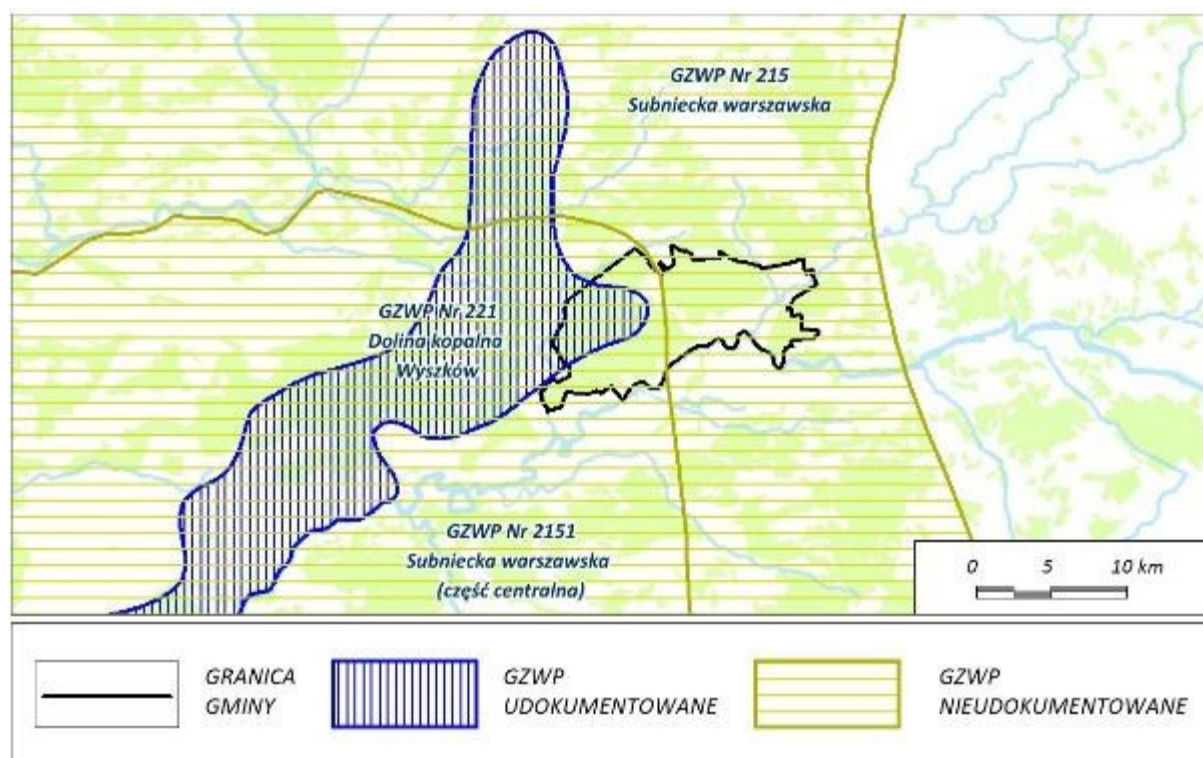 GZWP Nr 215
Subniecka warszawska
GZWP Nr 221
Dolina kopalna
Wyszków
GZWP Nr 2151
Subniecka warszawska
(część centralna)
0 5 10 km
GRANICA
GMINY
GZWP
UDOKUMENTOWANE
GZWP
NIEUDOKUMENTOWANE